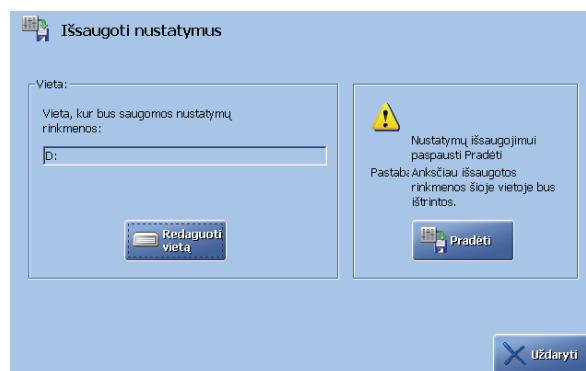 Išsaugoti nustatymus
Vieta:
Vieta, kur bus saugomos nustatymų
rinkmenos:
D:
Redaguoti
vietą
Nustatymų išsaugojimui
paspausti Pradėti
Pastaba: Anksčiau išsaugotos
rinkmenos šioje vietoje bus
ištrintos.
Pradėti
Uždaryti